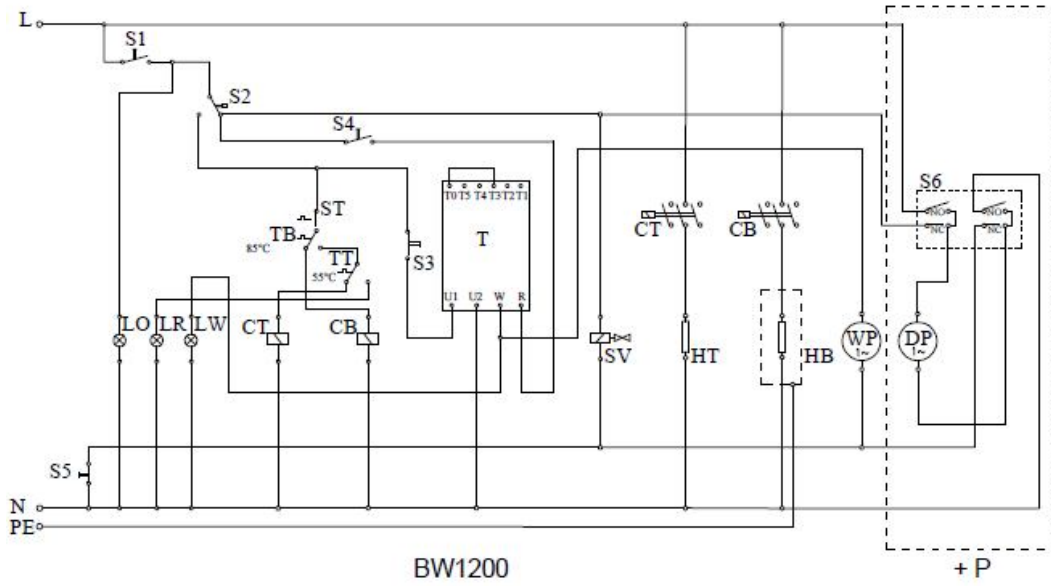 L
S1
S2
S4
S6
ST
T0 T5 T4 T3 T2 T1
NO NO
TB
CT
CB
T
NC NC
85°C
TT
S3
55°C
U1 U2 W R
LO LR LW
CT
CB
SV
HT
HB
WP
1~
DP
1~
S5
N
PE
BW1200
+ P